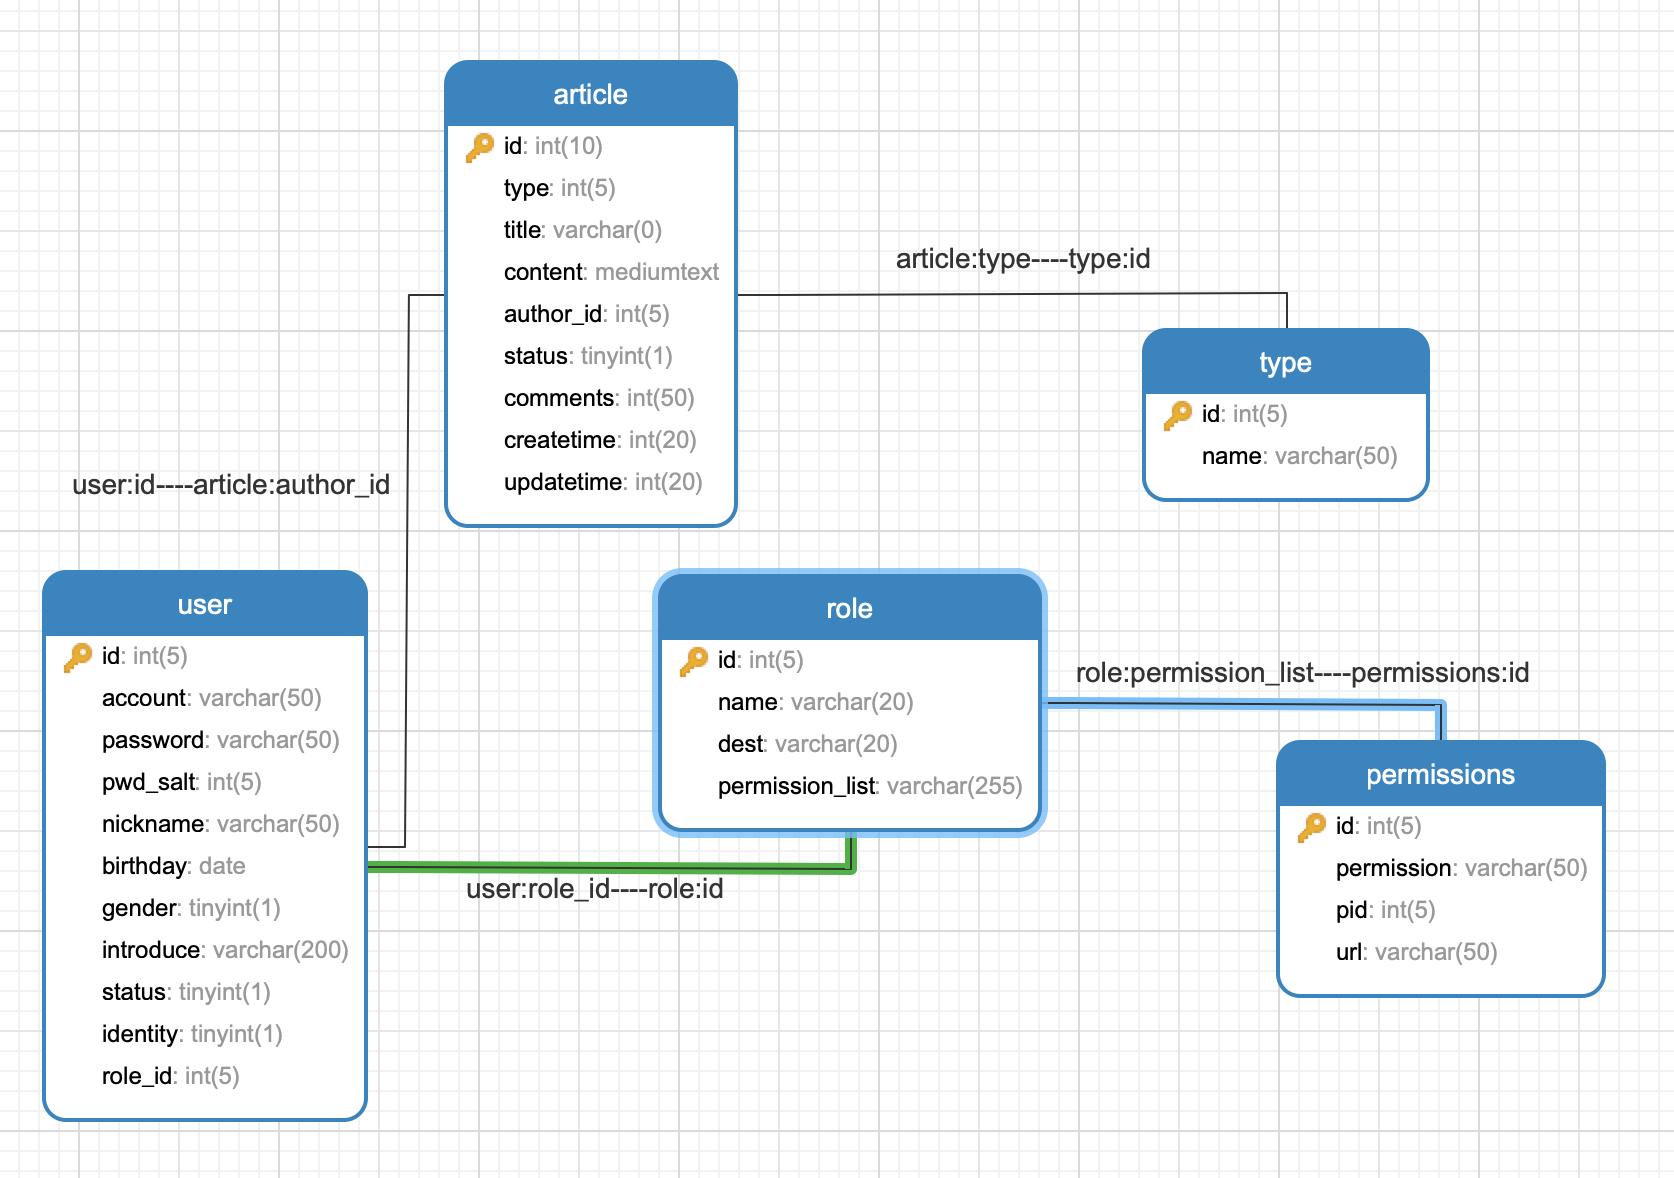 article
id: int(10)
type: int(5)
title: varchar(0)
content: mediumtext
author_id: int(5)
status: tinyint(1)
comments: int(50)
createtime: int(20)
updatetime: int(20)
article:type----type:id
type
id: int(5)
name: varchar(50)
user:id----article:author_id
user
id: int(5)
account: varchar(50)
password: varchar(50)
pwd_salt: int(5)
nickname: varchar(50)
birthday: date
gender: tinyint(1)
introduce: varchar(200)
status: tinyint(1)
identity: tinyint(1)
role_id: int(5)
role
id: int(5)
name: varchar(20)
dest: varchar(20)
permission_list: varchar(255)
user:role_id----role:id
role:permission_list----permissions:id
permissions
id: int(5)
permission: varchar(50)
pid: int(5)
url: varchar(50)